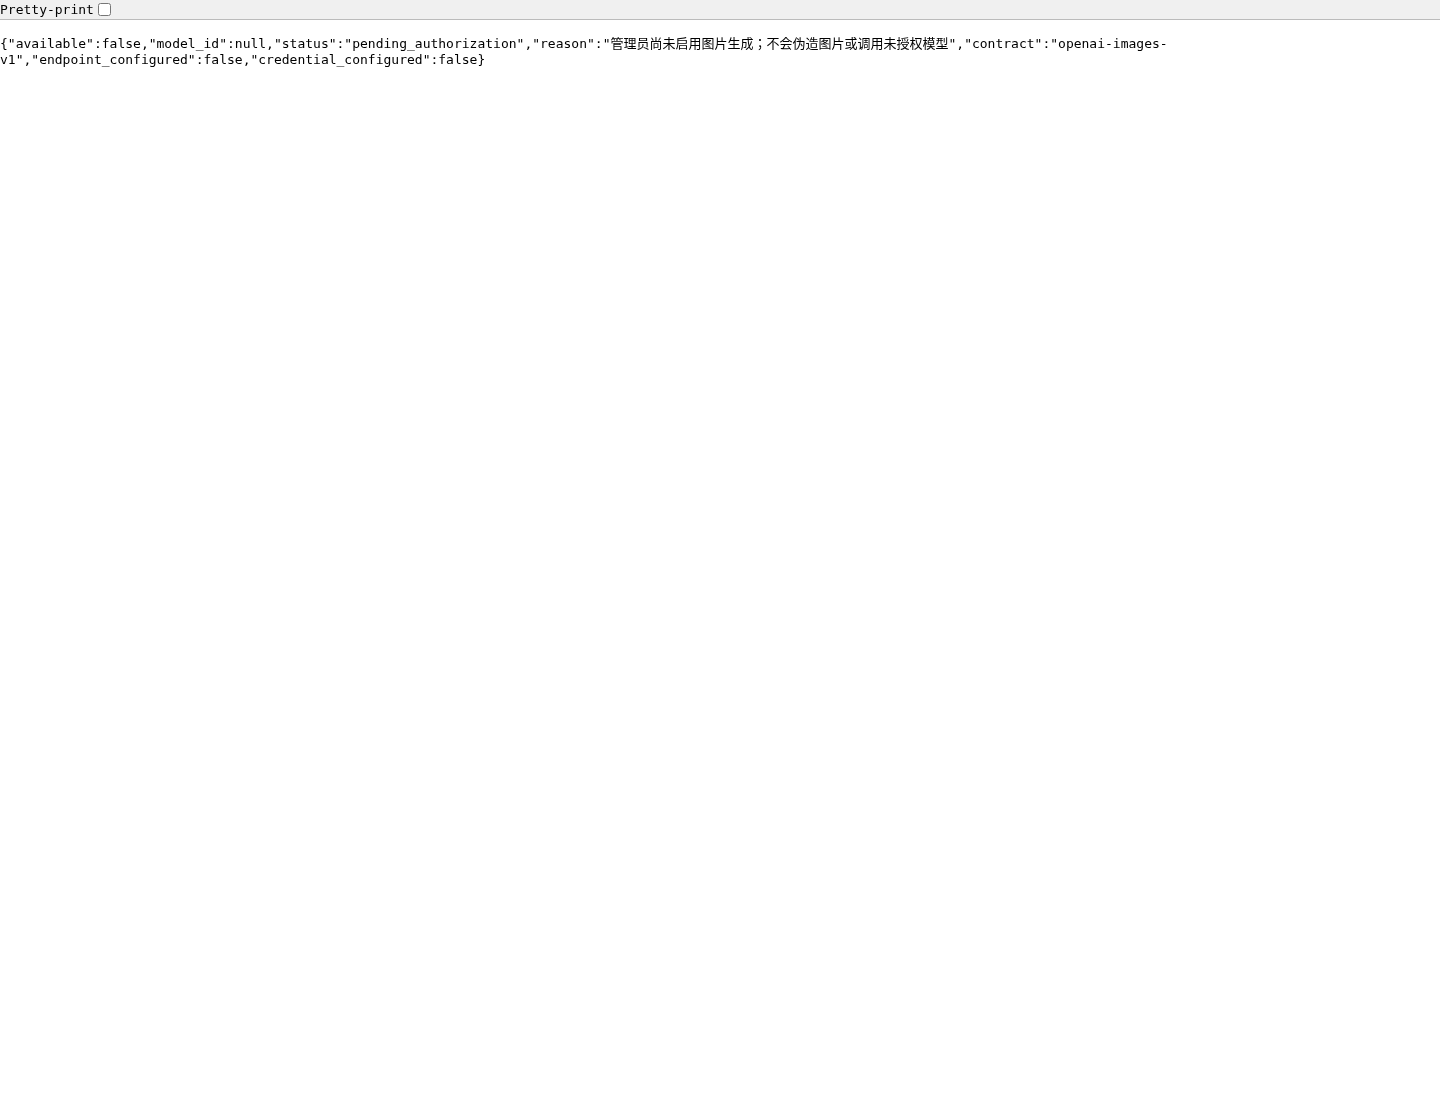 Pretty-print
{"available":false,"model_id":null,"status":"pending_authorization","reason":"管理员尚未启用图片生成；不会伪造图片或调用未授权模型","contract":"openai-images-
v1","endpoint_configured":false,"credential_configured":false}